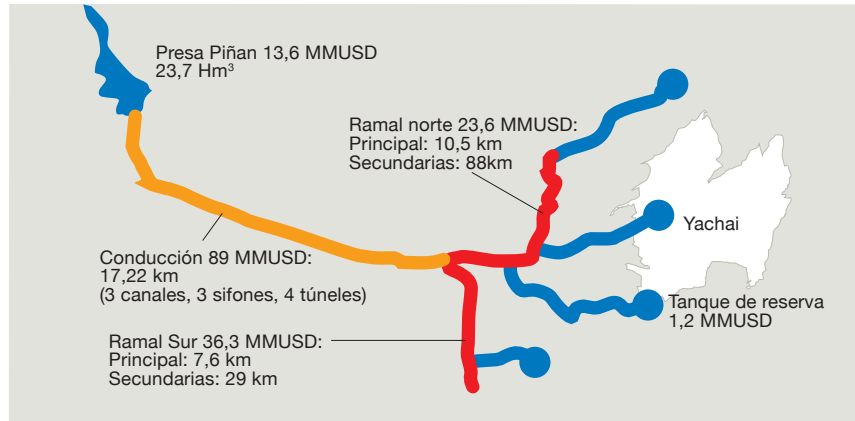 Presa Piñan 13,6 MMUSD
23,7 Hm³
Ramal norte 23,6 MMUSD:
Principal: 10,5 km
Secundarias: 88km
Yachai
Conducción 89 MMUSD:
17,22 km
(3 canales, 3 sifones, 4 túneles)
Tanque de reserva
1,2 MMUSD
Ramal Sur 36,3 MMUSD:
Principal: 7,6 km
Secundarias: 29 km